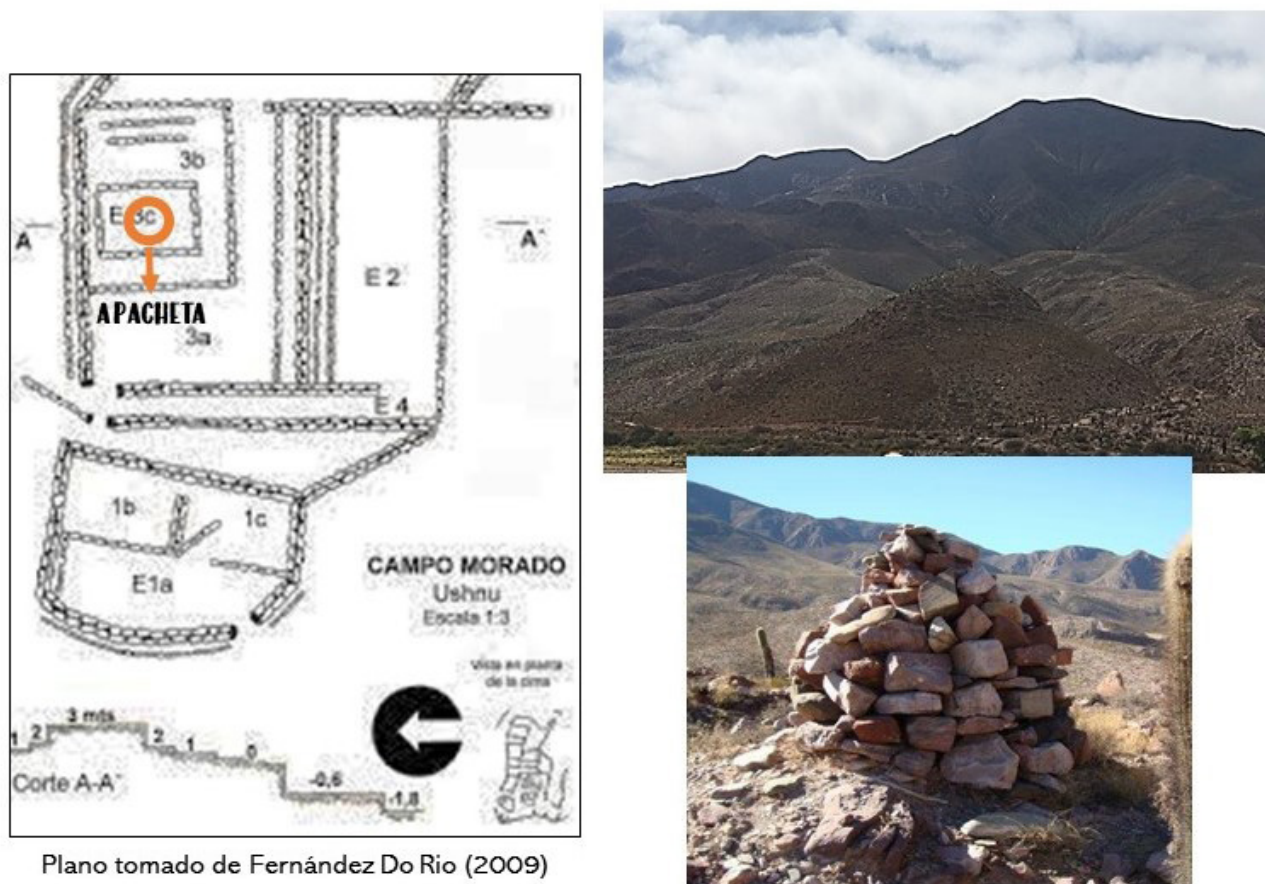 3b
E 3c
A
A"
E 2
APACHETA
3a
E 4
1b
1c
E1a
CAMPO MORADO
Ushnu
Escala 1:3
Vista en planta
de la cima
3 mts
1
2
2
1
0
-0,6
-1,8
Corte A-A"
Plano tomado de Fernández Do Rio (2009)